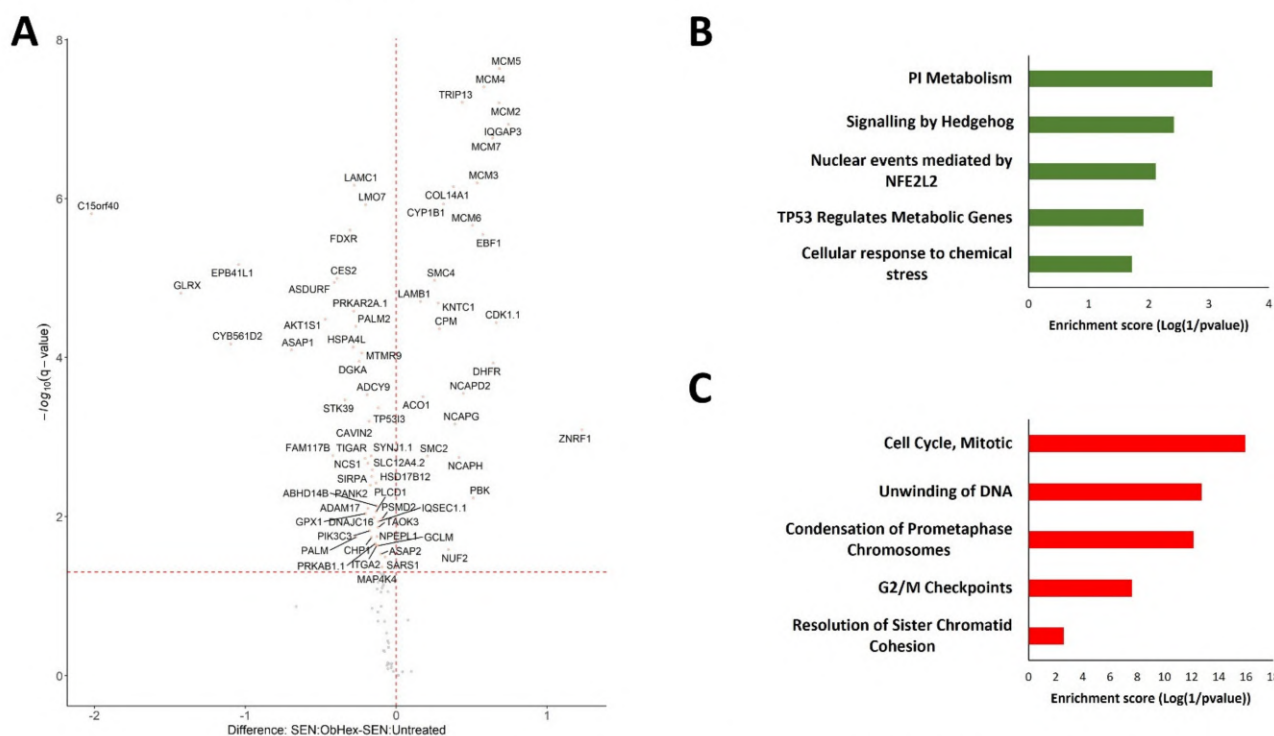 A
8
6
4
2
0
-log10(q - value)
MCM5
MCM4
TRIP13
MCM2
IQGAP3
MCM7
LAMC1
MCM3
LMO7
COL14A1
C15orf40
CYP1B1
MCM6
FDXR
EBF1
EPB41L1
CES2
SMC4
GLRX
ASDURF
LAMB1
PRKAR2A.1
KNTC1
CDK1.1
AKT1S1
PALM2
CPM
CYB561D2
ASAP1
HSPA4L
MTMR9
DGKA
DHFR
ADCY9
NCAPD2
STK39
ACO1
TP53I3
NCAPG
CAVIN2
ZNRF1
FAM117B
TIGAR
SYNJ1.1
SMC2
NCS1
SLC12A4.2
NCAPH
SIRPA
HSD17B12
ABHD14B
PANK2
PLCD1
PBK
ADAM17
PSMD2
IQSEC1.1
GPX1
DNAJC16
TAOK3
PIK3C3
NPEPL1
GCLM
PALM
CHP1
ASAP2
NUF2
PRKAB1.1
ITGA2
SARS1
MAP4K4
-2
-1
0
1
Difference: SEN:ObHex-SEN:Untreated
B
PI Metabolism
Signalling by Hedgehog
Nuclear events mediated by
NFE2L2
TP53 Regulates Metabolic Genes
Cellular response to chemical
stress
0 1 2 3 4
Enrichment score (Log(1/pvalue))
C
Cell Cycle, Mitotic
Unwinding of DNA
Condensation of Prometaphase
Chromosomes
G2/M Checkpoints
Resolution of Sister Chromatid
Cohesion
0 2 4 6 8 10 12 14 16 18
Enrichment score (Log(1/pvalue))